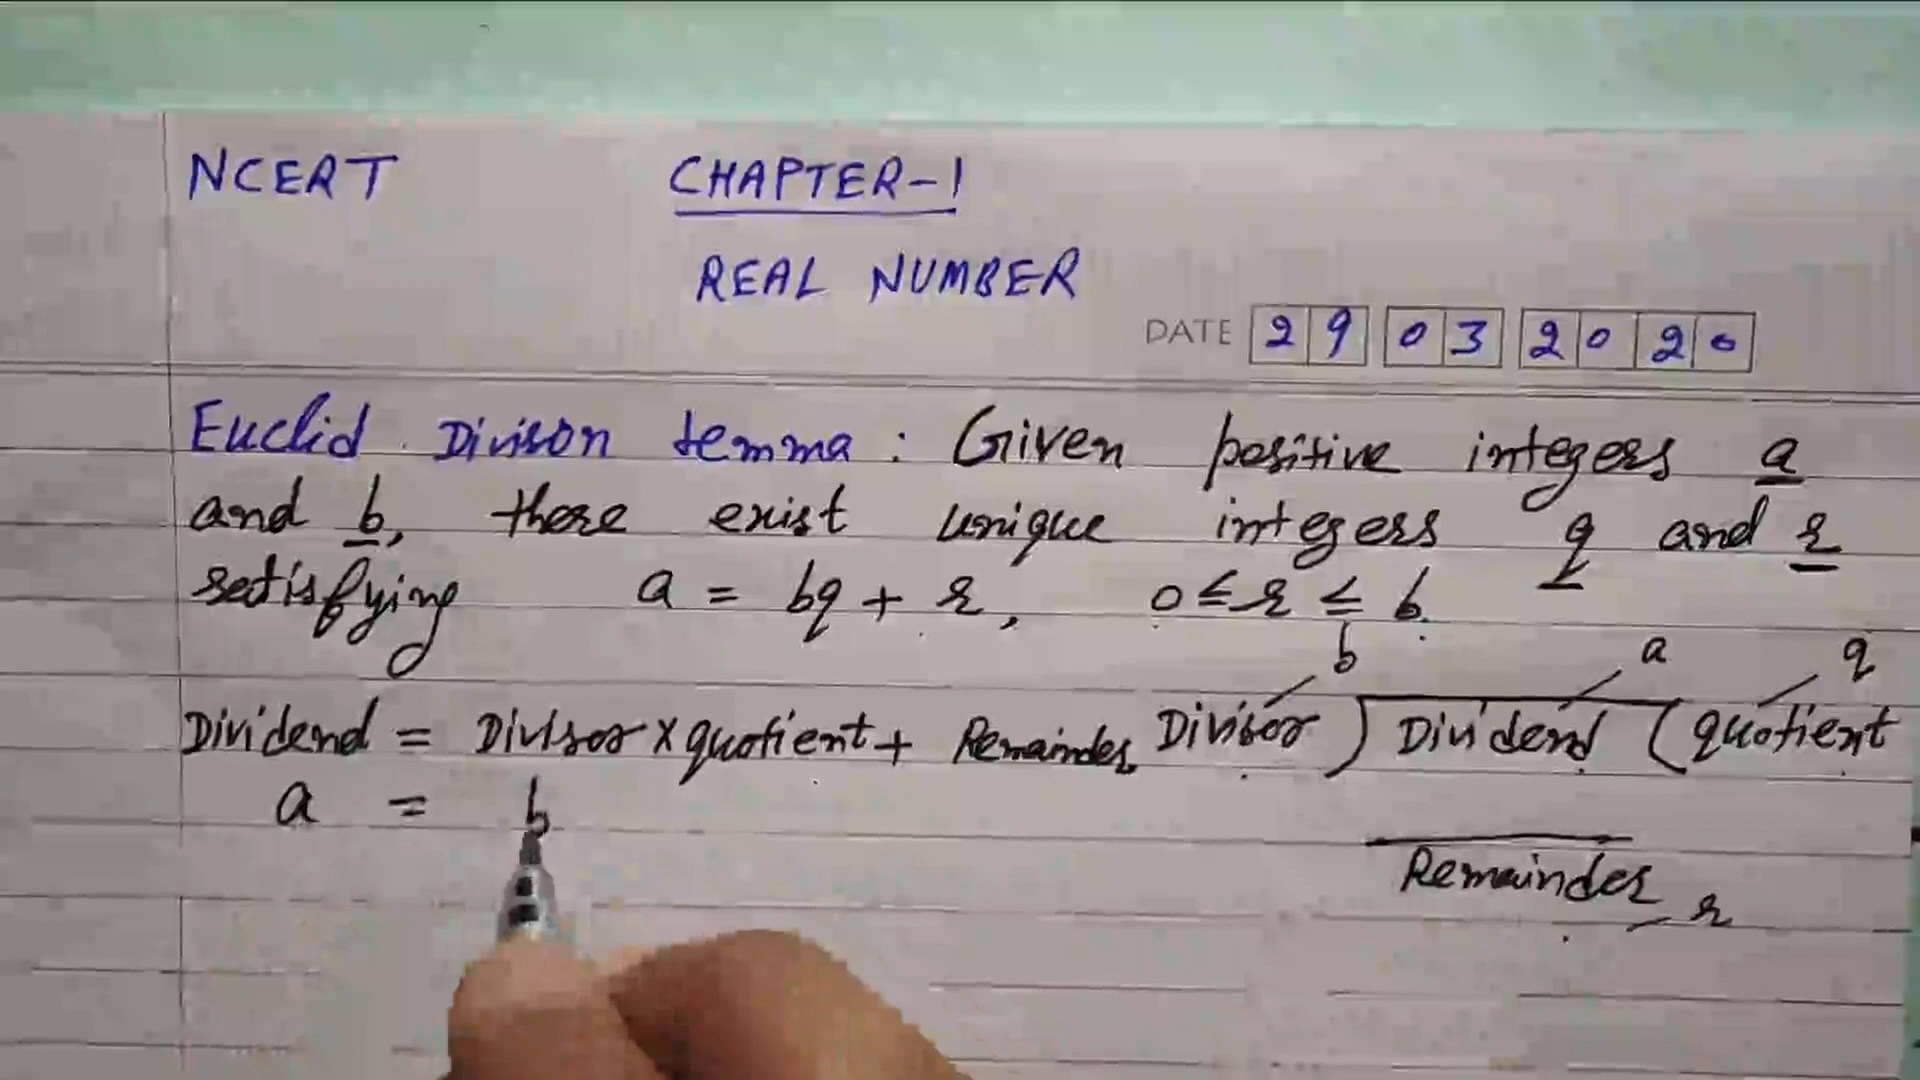 NCERT CHAPTER-1
REAL NUMBER
DATE 29 03 2020
Euclid Divison lemma : Given positive integers a
and b, there exist unique integers q and r
satisfying a = bq + r, 0 ≤ r ≤ b.
b a q
Dividend = Divisor x quotient + Remainder Divisor ) Dividend ( quotient
a = b
Remainder
r